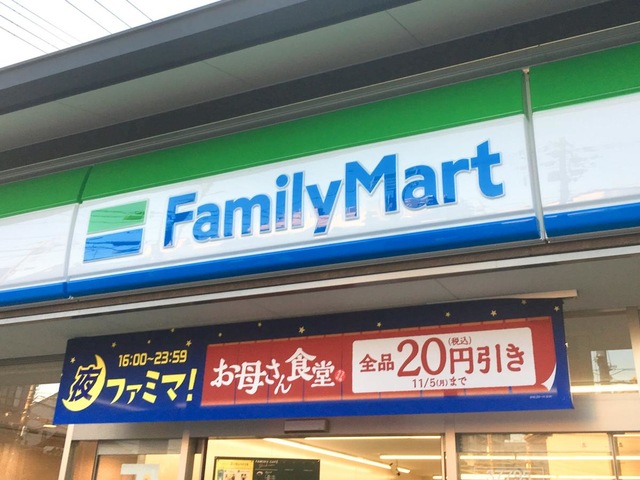 FamilyMart
夜
16:00~23:59
ファミマ!
お母さん食堂
全品20円引き
(税込)
11/5(月)まで